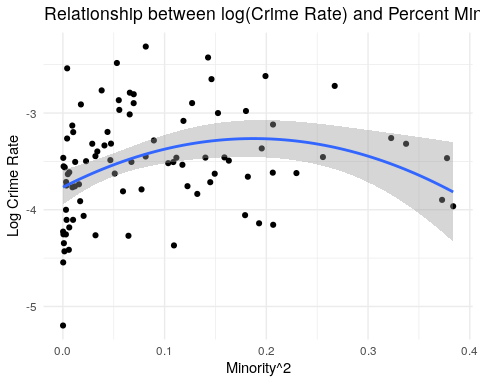 Relationship between log(Crime Rate) and Percent Min
-3
-4
-5
Log Crime Rate
0.0 0.1 0.2 0.3 0.4
Minority^2